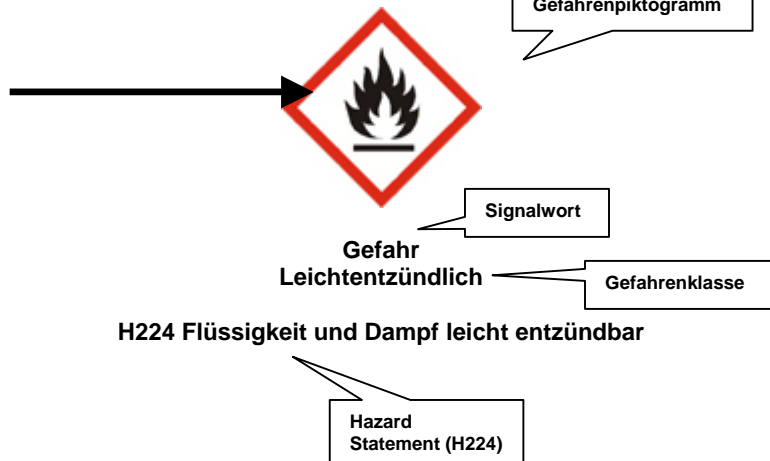 Gefahrenpiktogramm
Signalwort
Gefahr
Leichtentzündlich
Gefahrenklasse
H224 Flüssigkeit und Dampf leicht entzündbar
Hazard
Statement (H224)